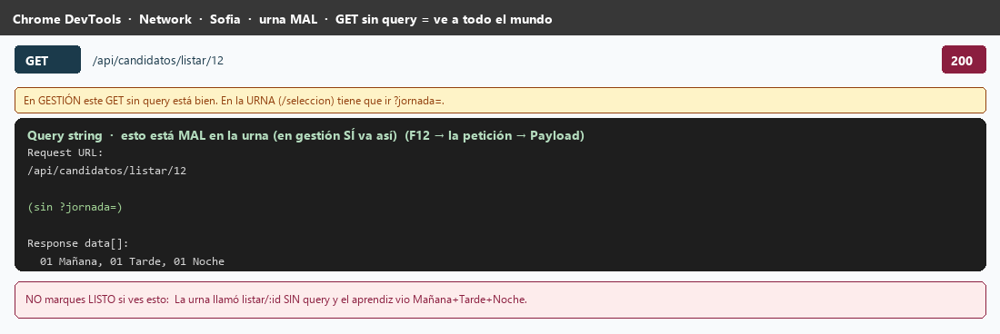 Chrome DevTools · Network · Sofia · urna MAL · GET sin query = ve a todo el mundo
GET /api/candidatos/listar/12 200
En GESTIÓN este GET sin query está bien. En la URNA (/seleccion) tiene que ir ?jornada=.
Query string · esto está MAL en la urna (en gestión SÍ va así) (F12 → la petición → Payload)
Request URL:
/api/candidatos/listar/12
(sin ?jornada=)
Response data[]:
01 Mañana, 01 Tarde, 01 Noche
NO marques LISTO si ves esto: La urna llamó listar/:id SIN query y el aprendiz vio Mañana+Tarde+Noche.